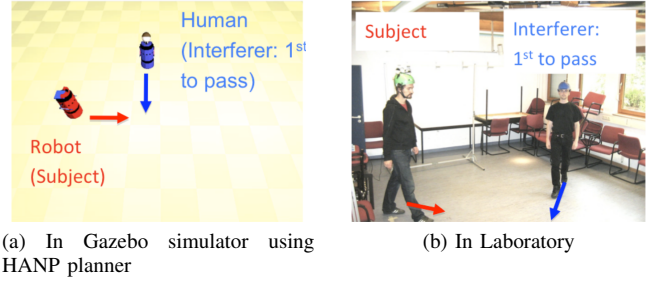 Human
(Interferer: 1st
to pass)
Robot
(Subject)
(a) In Gazebo simulator using
HANP planner
Subject
Interferer:
1st to pass
(b) In Laboratory